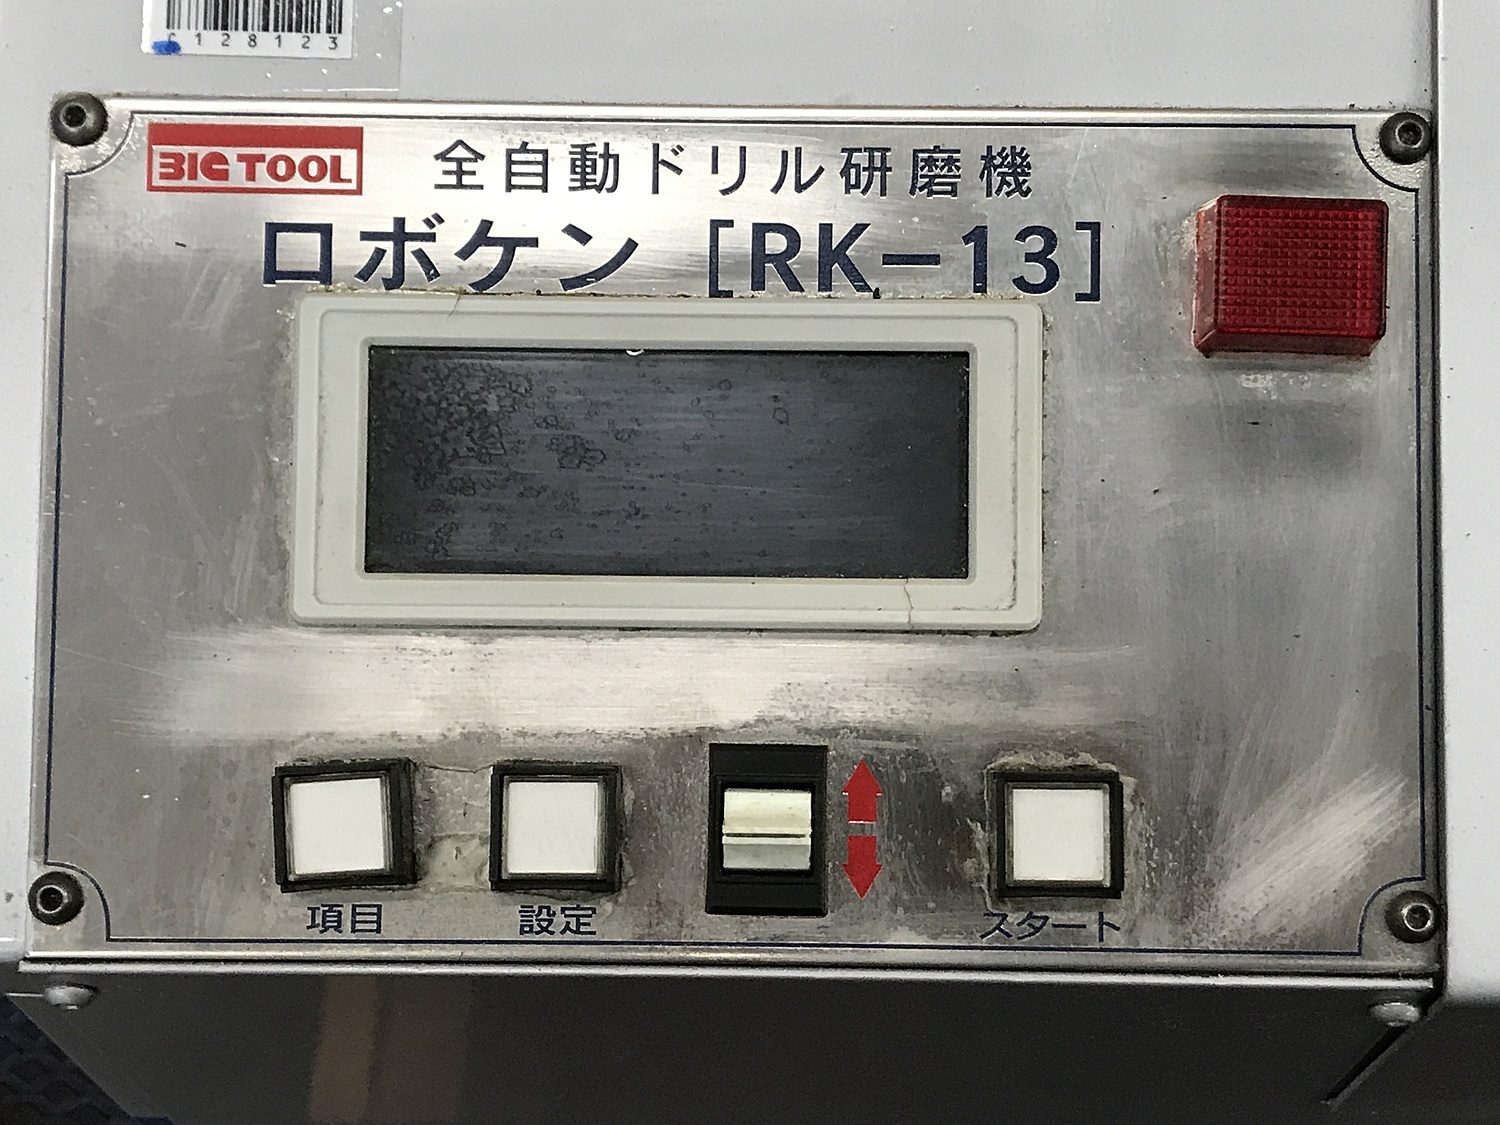 6128123
BIG TOOL
全自動ドリル研磨機
ロボケン [RK-13]
項目
設定
スタート